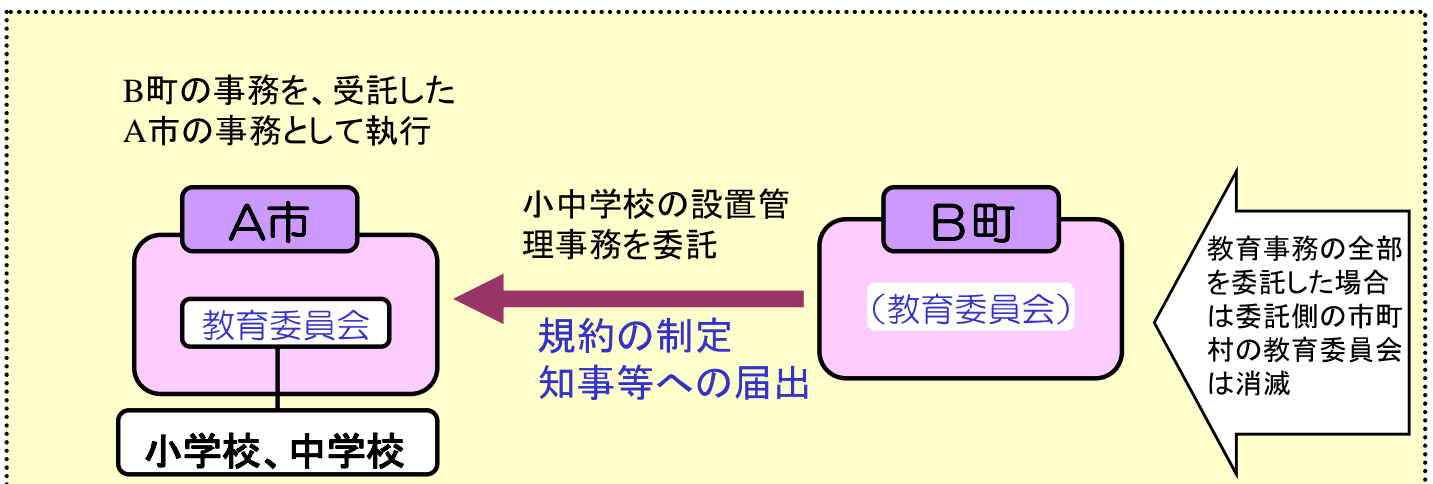 B町の事務を、受託した
A市の事務として執行
A市
教育委員会
小学校、中学校
小中学校の設置管
理事務を委託
規約の制定
知事等への届出
B町
（教育委員会）
教育事務の全部
を委託した場合
は委託側の市町
村の教育委員会
は消滅